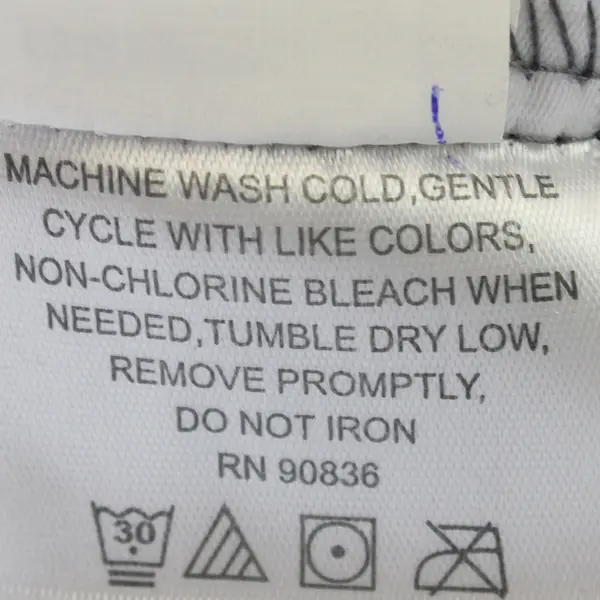 MACHINE WASH COLD,GENTLE
CYCLE WITH LIKE COLORS,
NON-CHLORINE BLEACH WHEN
NEEDED,TUMBLE DRY LOW,
REMOVE PROMPTLY,
DO NOT IRON
RN 90836
30